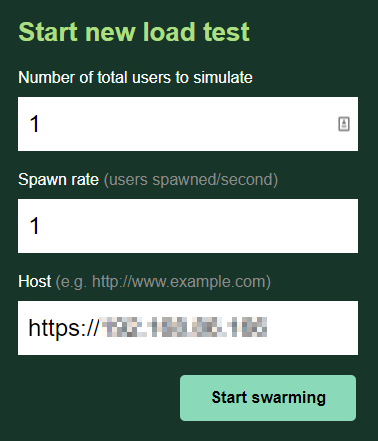 Start new load test
Number of total users to simulate
1
Spawn rate (users spawned/second)
1
Host (e.g. http://www.example.com)
https://
Start swarming